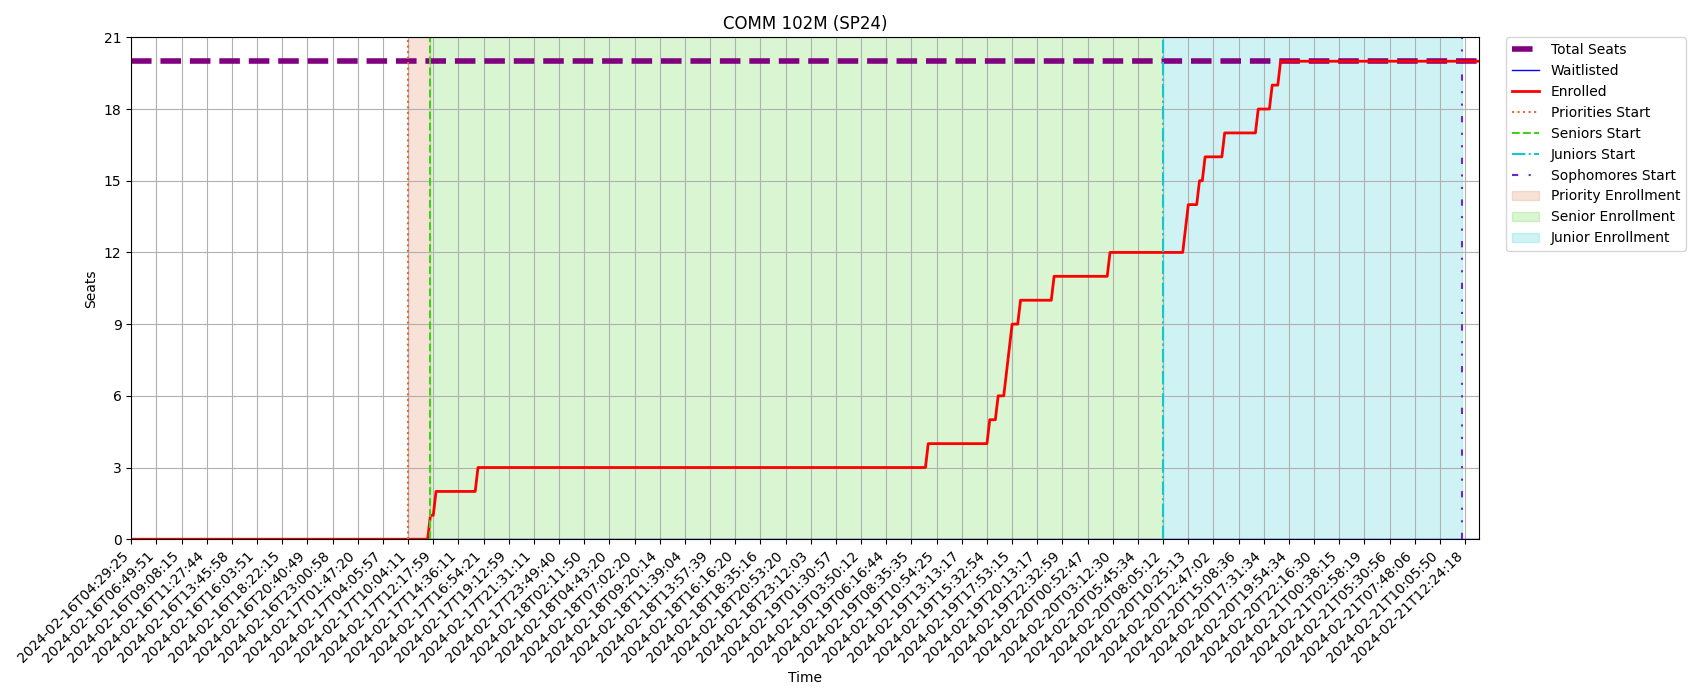 COMM 102M (SP24)
21
18
15
12
9
6
3
0
Seats
Total Seats
Waitlisted
Enrolled
Priorities Start
Seniors Start
Juniors Start
Sophomores Start
Priority Enrollment
Senior Enrollment
Junior Enrollment
2024-02-16T04:29:25
2024-02-16T06:49:51
2024-02-16T09:08:15
2024-02-16T11:27:44
2024-02-16T13:45:58
2024-02-16T16:03:51
2024-02-16T18:22:15
2024-02-16T20:40:49
2024-02-16T23:00:58
2024-02-17T01:47:20
2024-02-17T04:05:57
2024-02-17T10:04:11
2024-02-17T12:17:59
2024-02-17T14:36:11
2024-02-17T16:54:21
2024-02-17T19:12:59
2024-02-17T21:31:11
2024-02-17T23:49:40
2024-02-18T02:11:50
2024-02-18T04:43:20
2024-02-18T07:02:20
2024-02-18T09:20:14
2024-02-18T11:39:04
2024-02-18T13:57:39
2024-02-18T16:16:20
2024-02-18T18:35:16
2024-02-18T20:53:20
2024-02-18T23:12:03
2024-02-19T01:30:57
2024-02-19T03:50:12
2024-02-19T06:16:44
2024-02-19T08:35:35
2024-02-19T10:54:25
2024-02-19T13:13:17
2024-02-19T15:32:54
2024-02-19T17:53:15
2024-02-19T20:13:17
2024-02-19T22:32:59
2024-02-20T00:52:47
2024-02-20T03:12:30
2024-02-20T05:45:34
2024-02-20T08:05:12
2024-02-20T10:25:13
2024-02-20T12:47:02
2024-02-20T15:08:36
2024-02-20T17:31:34
2024-02-20T19:54:34
2024-02-20T22:16:30
2024-02-21T00:38:15
2024-02-21T02:58:19
2024-02-21T05:30:56
2024-02-21T07:48:06
2024-02-21T10:05:50
2024-02-21T12:24:18
Time